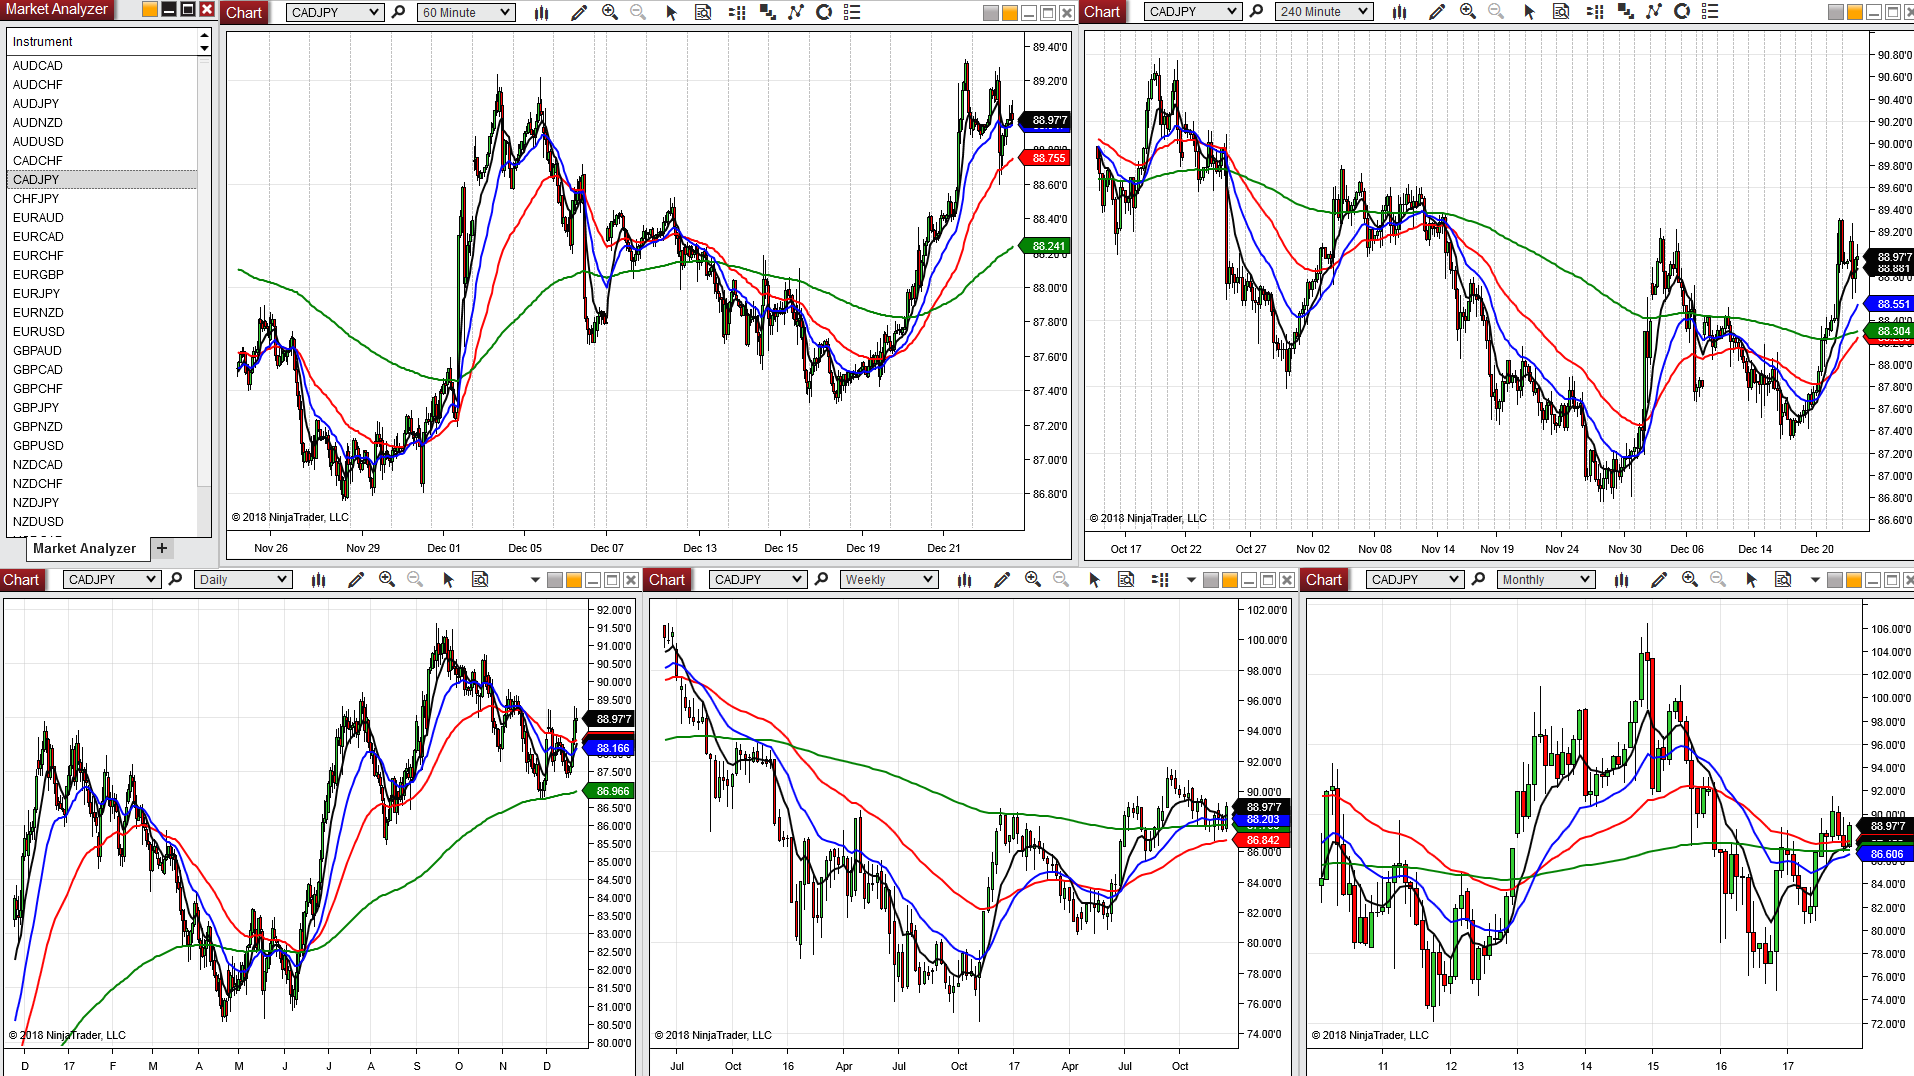 Market Analyzer
Instrument
AUDCAD
AUDCHF
AUDJPY
AUDNZD
AUDUSD
CADCHF
CADJPY
CHFJPY
EURAUD
EURCAD
EURCHF
EURGBP
EURJPY
EURNZD
EURUSD
GBPAUD
GBPCAD
GBPCHF
GBPJPY
GBPNZD
GBPUSD
NZDCAD
NZDCHF
NZDJPY
NZDUSD
Market Analyzer +
Chart CADJPY 60 Minute
89.40'0
89.20'0
88.97'7
88.755
88.60'0
88.40'0
88.241
88.00'0
87.80'0
87.60'0
87.40'0
87.20'0
87.00'0
86.80'0
© 2018 NinjaTrader, LLC
Nov 26 Nov 29 Dec 01 Dec 05 Dec 07 Dec 13 Dec 15 Dec 19 Dec 21
Chart CADJPY 240 Minute
90.80'0
90.60'0
90.40'0
90.20'0
90.00'0
89.80'0
89.60'0
89.40'0
89.20'0
88.97'7
88.881
88.551
88.304
88.00'0
87.80'0
87.60'0
87.40'0
87.20'0
87.00'0
86.80'0
86.60'0
© 2018 NinjaTrader, LLC
Oct 17 Oct 22 Oct 27 Nov 02 Nov 08 Nov 14 Nov 19 Nov 24 Nov 30 Dec 06 Dec 14 Dec 20
Chart CADJPY Daily
92.00'0
91.50'0
91.00'0
90.50'0
90.00'0
89.50'0
88.97'7
88.166
87.50'0
86.966
86.50'0
86.00'0
85.50'0
85.00'0
84.50'0
84.00'0
83.50'0
83.00'0
82.50'0
82.00'0
81.50'0
81.00'0
80.50'0
80.00'0
© 2018 NinjaTrader, LLC
D 17 F M A M J J A S O N D
Chart CADJPY Weekly
102.00'0
100.00'0
98.00'0
96.00'0
94.00'0
92.00'0
90.00'0
88.97'7
88.203
86.842
86.00'0
84.00'0
82.00'0
80.00'0
78.00'0
76.00'0
74.00'0
© 2018 NinjaTrader, LLC
Jul Oct 16 Apr Jul Oct 17 Apr Jul Oct
Chart CADJPY Monthly
106.00'0
104.00'0
102.00'0
100.00'0
98.00'0
96.00'0
94.00'0
92.00'0
90.00'0
88.97'7
86.606
84.00'0
82.00'0
80.00'0
78.00'0
76.00'0
74.00'0
72.00'0
© 2018 NinjaTrader, LLC
11 12 13 14 15 16 17